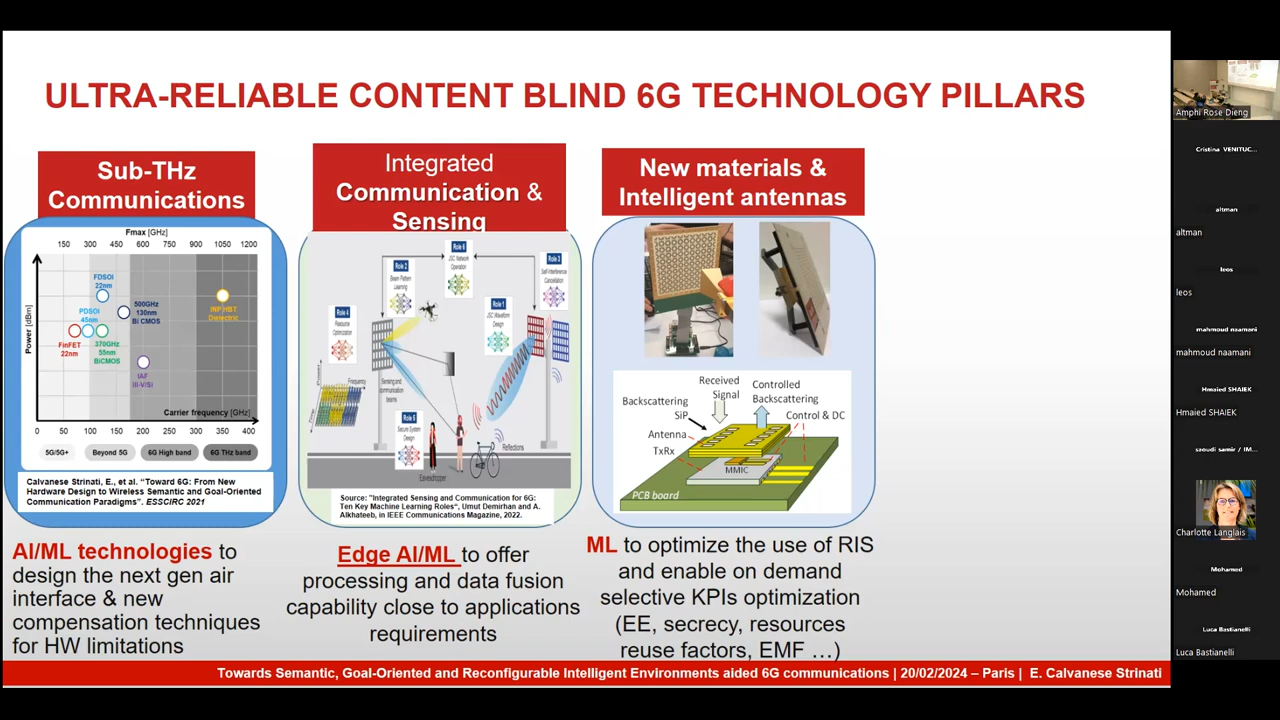 ULTRA-RELIABLE CONTENT BLIND 6G TECHNOLOGY PILLARS
Sub-THz
Communications
Fmax [GHz]
150 300 450 600 750 900 1050 1200
Power [dBm]
FDSOI
22nm
PDSOI
45nm
FinFET
22nm
370GHz
55nm
BiCMOS
500GHz
130nm
Bi CMOS
IAF
III-V/Si
INP HBT
Dielectric
Carrier frequency [GHz]
0 50 100 150 200 250 300 350 400
5G/5G+
Beyond 5G
6G High band
6G THz band
Calvanese Strinati, E., et al. "Toward 6G: From New
Hardware Design to Wireless Semantic and Goal-Oriented
Communication Paradigms". ESSCIRC 2021
AI/ML technologies to
design the next gen air
interface & new
compensation techniques
for HW limitations
Integrated
Communication &
Sensing
Role 6
JSC Network
Operation
Role 2
Beam Pattern
Learning
Role 3
Self-Interference
Cancellation
Role 4
Resource
Optimization
Role 1
JSC Waveform
Design
Frequency
Sensing and
communication
beams
Role 5
Secure System
Design
Reflections
Eavesdropper
Source: "Integrated Sensing and Communication for 6G:
Ten Key Machine Learning Roles", Umut Demirhan and A.
Alkhateeb, in IEEE Communications Magazine, 2022.
Edge AI/ML to offer
processing and data fusion
capability close to applications
requirements
New materials &
Intelligent antennas
Received
Signal
Controlled
Backscattering
Backscattering
SiP
Control & DC
Antenna
TxRx
MMIC
PCB board
ML to optimize the use of RIS
and enable on demand
selective KPIs optimization
(EE, secrecy, resources
reuse factors, EMF …)
Towards Semantic, Goal-Oriented and Reconfigurable Intelligent Environments aided 6G communications | 20/02/2024 – Paris | E. Calvanese Strinati
Amphi Rose Dieng
Cristina VENITUC...
altman
altman
leos
leos
mahmoud naamani
mahmoud naamani
Hmaied SHAIEK
Hmaied SHAIEK
saoudi samir / IM...
Charlotte Langlais
Mohamed
Mohamed
Luca Bastianelli
Luca Bastianelli